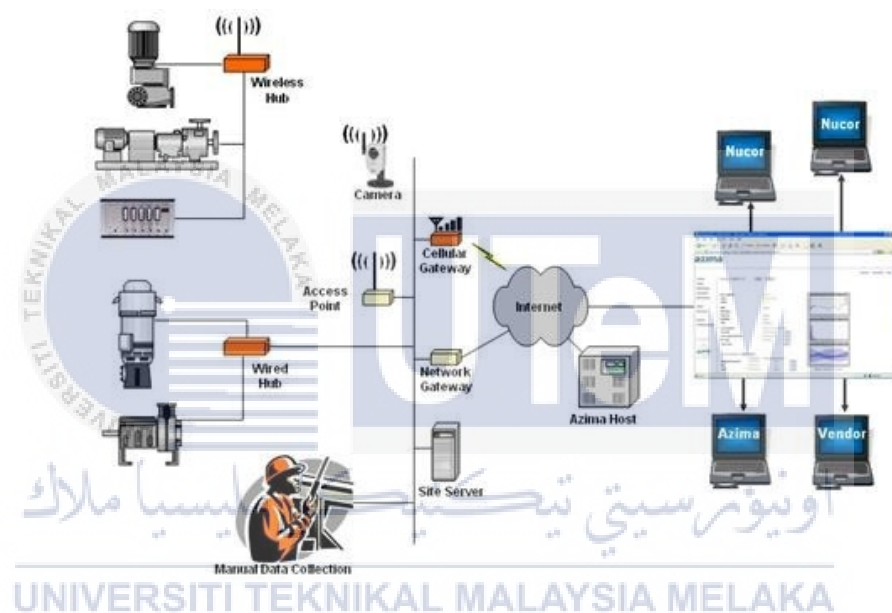 Wireless
Hub
Camera
Cellular
Gateway
Access
Point
Internet
Network
Gateway
Wired
Hub
Azima Host
Site Server
Manual Data Collection
Nucor
Nucor
azima
Azima
Vendor
UTeM
UNIVERSITI TEKNIKAL MALAYSIA MELAKA
اونيۏرسيتي تيكنيكل مليسيا ملاك
UNIVERSITI TEKNIKAL MALAYSIA MELAKA